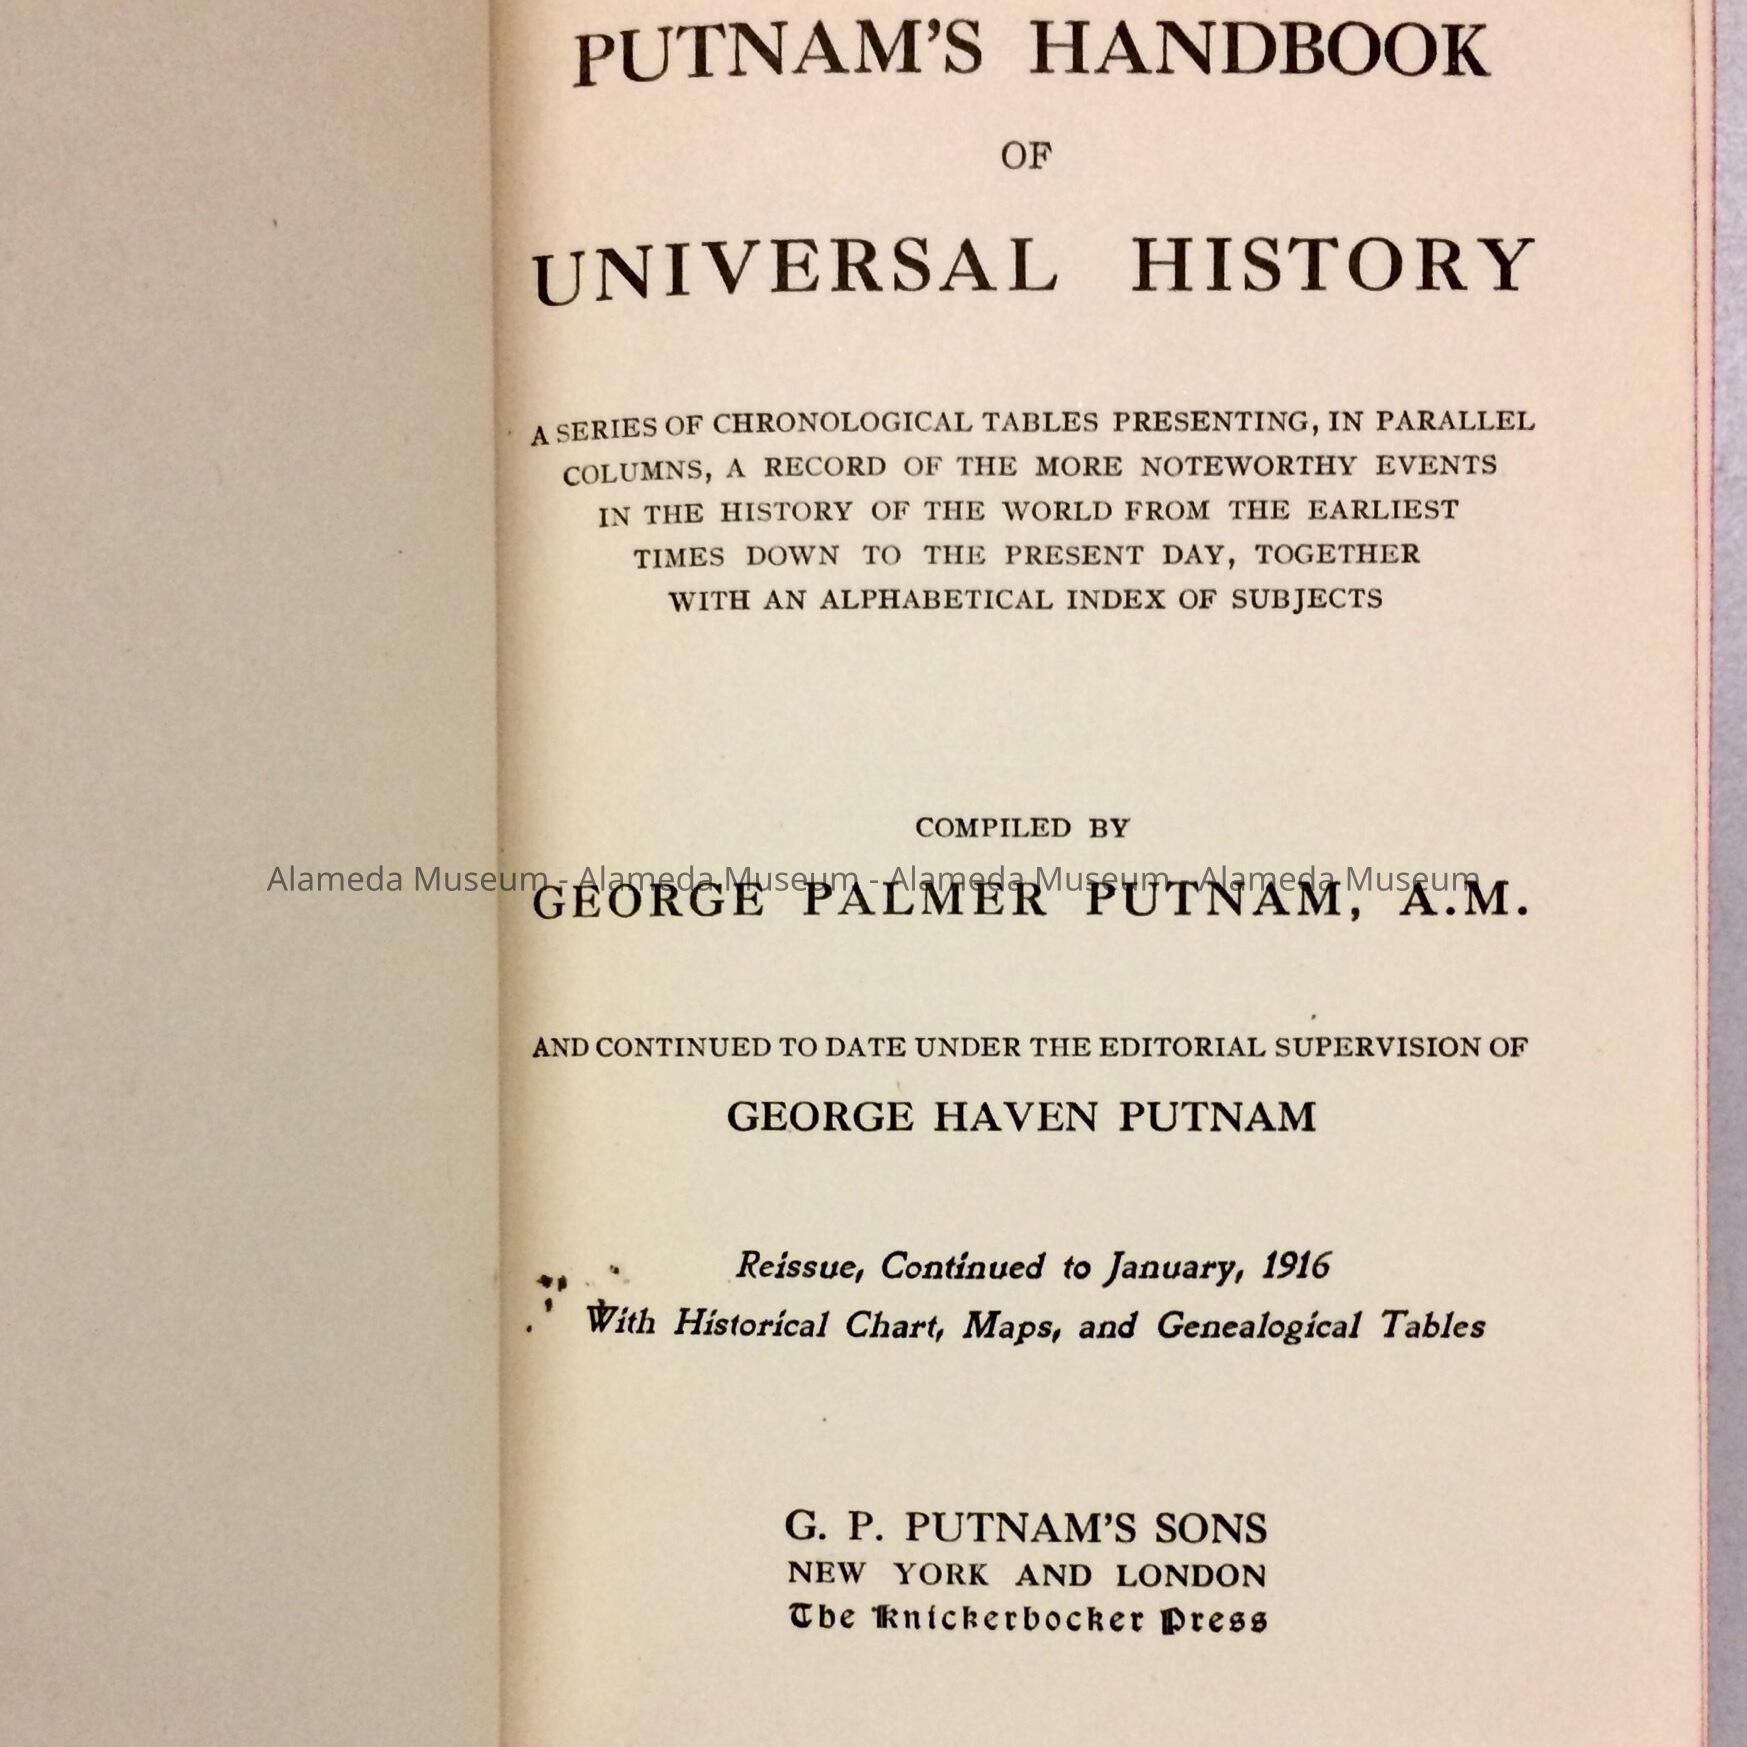 PUTNAM'S HANDBOOK
OF
UNIVERSAL HISTORY
A SERIES OF CHRONOLOGICAL TABLES PRESENTING, IN PARALLEL
COLUMNS, A RECORD OF THE MORE NOTEWORTHY EVENTS
IN THE HISTORY OF THE WORLD FROM THE EARLIEST
TIMES DOWN TO THE PRESENT DAY, TOGETHER
WITH AN ALPHABETICAL INDEX OF SUBJECTS
COMPILED BY
Alameda Museum - Alameda Museum - Alameda Museum - Alameda Museum
GEORGE PALMER PUTNAM, A.M.
AND CONTINUED TO DATE UNDER THE EDITORIAL SUPERVISION OF
GEORGE HAVEN PUTNAM
Reissue, Continued to January, 1916
With Historical Chart, Maps, and Genealogical Tables
G. P. PUTNAM'S SONS
NEW YORK AND LONDON
The Knickerbocker Press